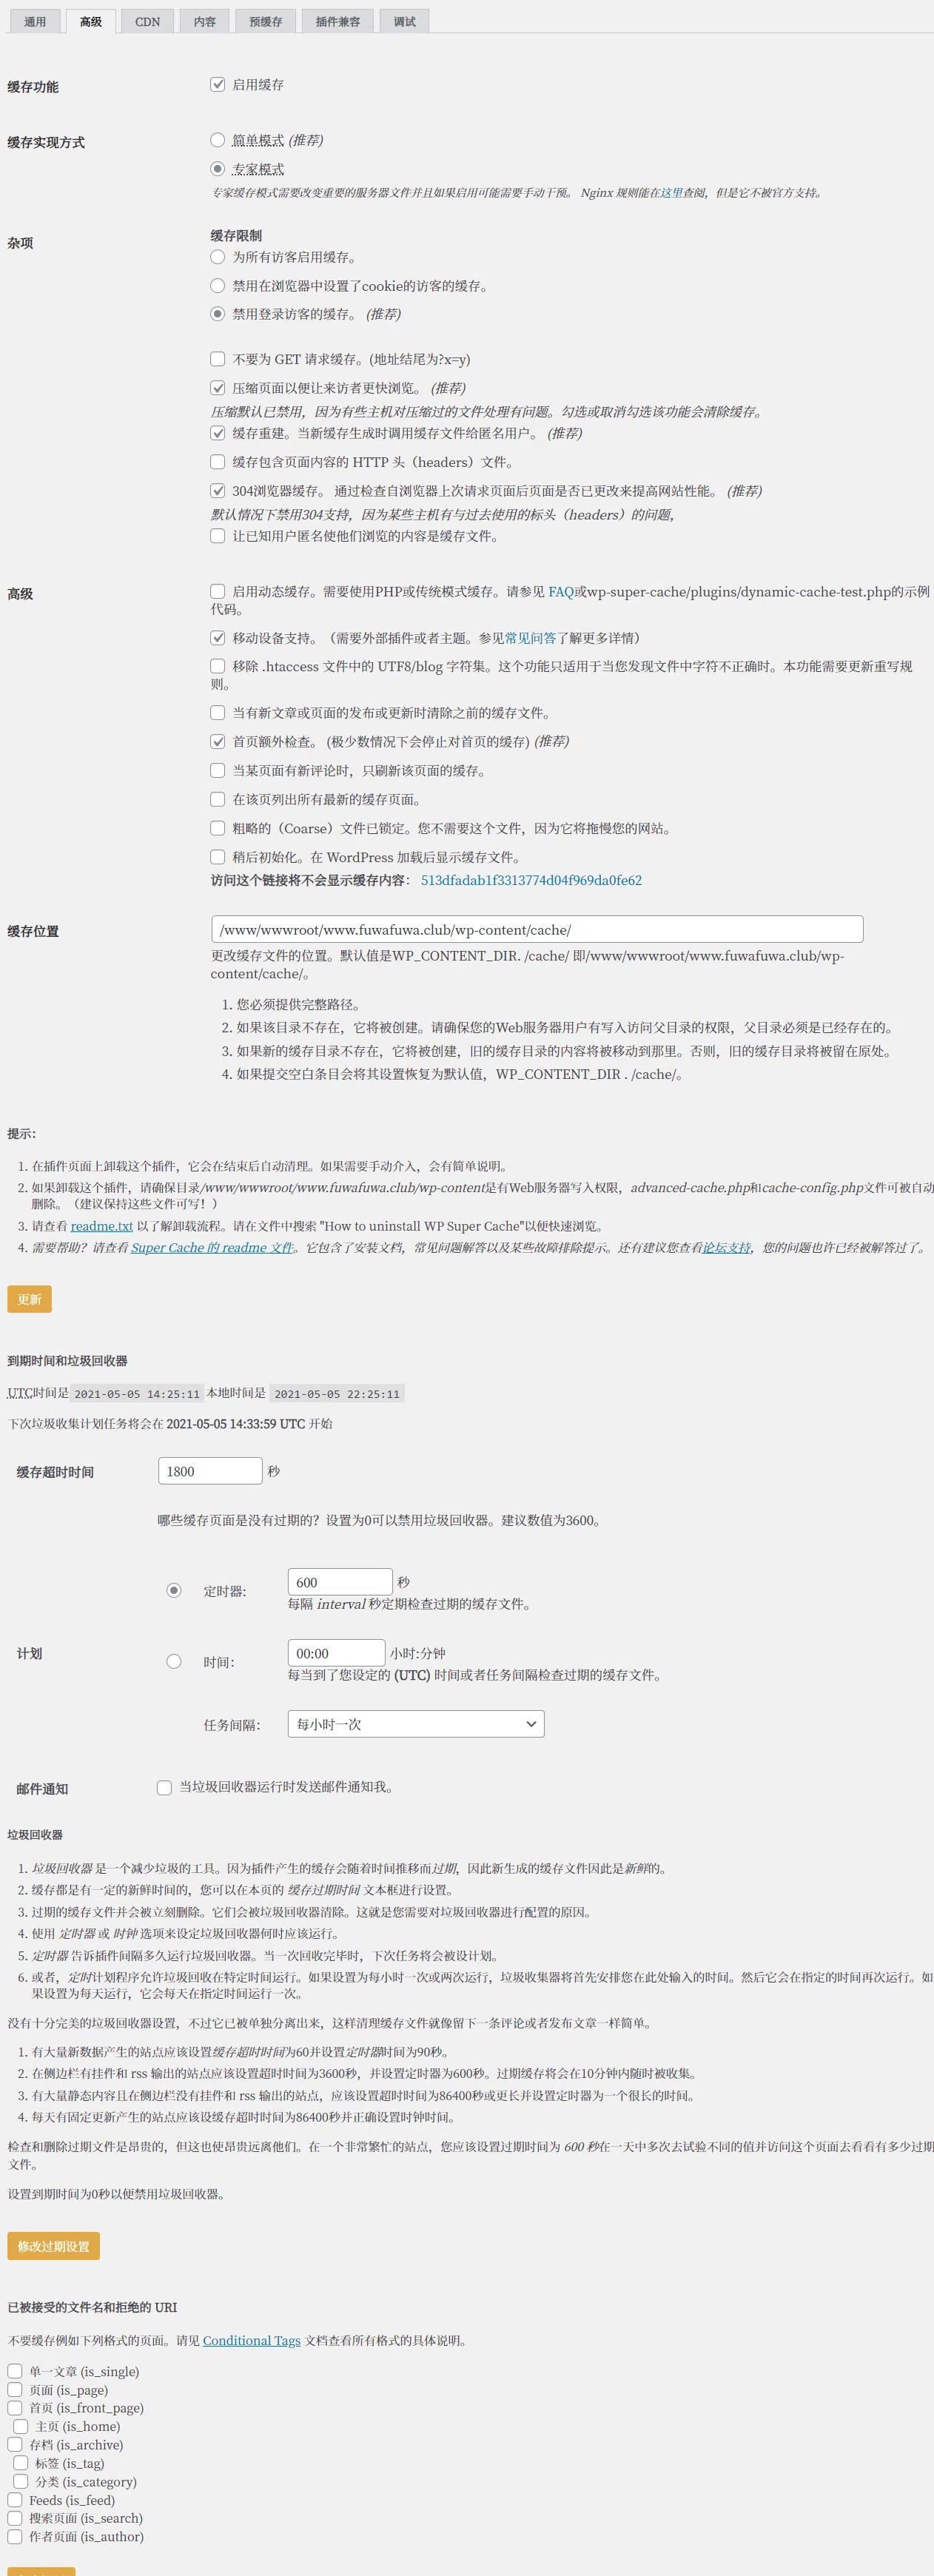 通用 高级 CDN 内容 预缓存 插件兼容 调试
缓存功能
启用缓存
缓存实现方式
简单模式 (推荐)
专家模式
专家缓存模式需要改变重要的服务器文件并且如果启用可能需要手动干预。 Nginx 规则能在这里查阅，但是它不被官方支持。
杂项
缓存限制
为所有访客启用缓存。
禁用在浏览器中设置了cookie的访客的缓存。
禁用登录访客的缓存。 (推荐)
不要为 GET 请求缓存。(地址结尾为?x=y)
压缩页面以便让来访者更快浏览。 (推荐)
压缩默认已禁用，因为有些主机对压缩过的文件处理有问题。勾选或取消勾选该功能会清除缓存。
缓存重建。当新缓存生成时调用缓存文件给匿名用户。 (推荐)
缓存包含页面内容的 HTTP 头（headers）文件。
304浏览器缓存。 通过检查自浏览器上次请求页面后页面是否已更改来提高网站性能。 (推荐)
默认情况下禁用304支持，因为某些主机有与过去使用的标头（headers）的问题，
让已知用户匿名使他们浏览的内容是缓存文件。
高级
启用动态缓存。需要使用PHP或传统模式缓存。请参见 FAQ或wp-super-cache/plugins/dynamic-cache-test.php的示例
代码。
移动设备支持。（需要外部插件或者主题。参见常见问答了解更多详情）
移除 .htaccess 文件中的 UTF8/blog 字符集。这个功能只适用于当您发现文件中字符不正确时。本功能需要更新重写规
则。
当有新文章或页面的发布或更新时清除之前的缓存文件。
首页额外检查。 (极少数情况下会停止对首页的缓存) (推荐)
当某页面有新评论时，只刷新该页面的缓存。
在该页列出所有最新的缓存页面。
粗略的（Coarse）文件已锁定。您不需要这个文件，因为它将拖慢您的网站。
稍后初始化。在 WordPress 加载后显示缓存文件。
访问这个链接将不会显示缓存内容： 513dfadab1f3313774d04f969da0fe62
缓存位置
/www/wwwroot/www.fuwafuwa.club/wp-content/cache/
更改缓存文件的位置。默认值是WP_CONTENT_DIR. /cache/ 即/www/wwwroot/www.fuwafuwa.club/wp-
content/cache/。
1. 您必须提供完整路径。
2. 如果该目录不存在，它将被创建。请确保您的Web服务器用户有写入访问父目录的权限，父目录必须是已经存在的。
3. 如果新的缓存目录不存在，它将被创建，旧的缓存目录的内容将被移动到那里。否则，旧的缓存目录将被留在原处。
4. 如果提交空白条目会将其设置恢复为默认值，WP_CONTENT_DIR . /cache/。
提示：
1. 在插件页面上卸载这个插件，它会在结束后自动清理。如果需要手动介入，会有简单说明。
2. 如果卸载这个插件，请确保目录/www/wwwroot/www.fuwafuwa.club/wp-content是有Web服务器写入权限，advanced-cache.php和cache-config.php文件可被自动
删除。（建议保持这些文件可写！）
3. 请查看 readme.txt 以了解卸载流程。请在文件中搜索 "How to uninstall WP Super Cache"以便快速浏览。
4. 需要帮助？请查看 Super Cache 的 readme 文件。它包含了安装文档，常见问题解答以及某些故障排除提示。还有建议您查看论坛支持，您的问题也许已经被解答过了。
更新
到期时间和垃圾回收器
UTC时间是 2021-05-05 14:25:11 本地时间是 2021-05-05 22:25:11
下次垃圾收集计划任务将会在 2021-05-05 14:33:59 UTC 开始
缓存超时时间
1800 秒
哪些缓存页面是没有过期的？设置为0可以禁用垃圾回收器。建议数值为3600。
计划
定时器: 600 秒
每隔 interval 秒定期检查过期的缓存文件。
时间： 00:00 小时:分钟
每当到了您设定的 (UTC) 时间或者任务间隔检查过期的缓存文件。
任务间隔： 每小时一次
邮件通知
当垃圾回收器运行时发送邮件通知我。
垃圾回收器
1. 垃圾回收器 是一个减少垃圾的工具。因为插件产生的缓存会随着时间推移而过期，因此新生成的缓存文件因此是新鲜的。
2. 缓存都是有一定的新鲜时间的，您可以在本页的 缓存过期时间 文本框进行设置。
3. 过期的缓存文件并会被立刻删除。它们会被垃圾回收器清除。这就是您需要对垃圾回收器进行配置的原因。
4. 使用 定时器 或 时钟 选项来设定垃圾回收器何时应该运行。
5. 定时器 告诉插件间隔多久运行垃圾回收器。当一次回收完毕时，下次任务将会被设计划。
6. 或者，定时计划程序允许垃圾回收在特定时间运行。如果设置为每小时一次或两次运行，垃圾收集器将首先安排您在此处输入的时间。然后它会在指定的时间再次运行。如
果设置为每天运行，它会每天在指定时间运行一次。
没有十分完美的垃圾回收器设置，不过它已被单独分离出来，这样清理缓存文件就像留下一条评论或者发布文章一样简单。
1. 有大量新数据产生的站点应该设置缓存超时时间为60并设置定时器时间为90秒。
2. 在侧边栏有挂件和 rss 输出的站点应该设置超时时间为3600秒，并设置定时器为600秒。过期缓存将会在10分钟内随时被收集。
3. 有大量静态内容且在侧边栏没有挂件和 rss 输出的站点，应该设置超时时间为86400秒或更长并设置定时器为一个很长的时间。
4. 每天有固定更新产生的站点应该设缓存超时时间为86400秒并正确设置时钟时间。
检查和删除过期文件是昂贵的，但这也使昂贵远离他们。在一个非常繁忙的站点，您应该设置过期时间为 600 秒在一天中多次去试验不同的值并访问这个页面去看看有多少过期
文件。
设置到期时间为0秒以便禁用垃圾回收器。
修改过期设置
已被接受的文件名和拒绝的 URI
不要缓存例如下列格式的页面。请见 Conditional Tags 文档查看所有格式的具体说明。
单一文章 (is_single)
页面 (is_page)
首页 (is_front_page)
主页 (is_home)
存档 (is_archive)
标签 (is_tag)
分类 (is_category)
Feeds (is_feed)
搜索页面 (is_search)
作者页面 (is_author)